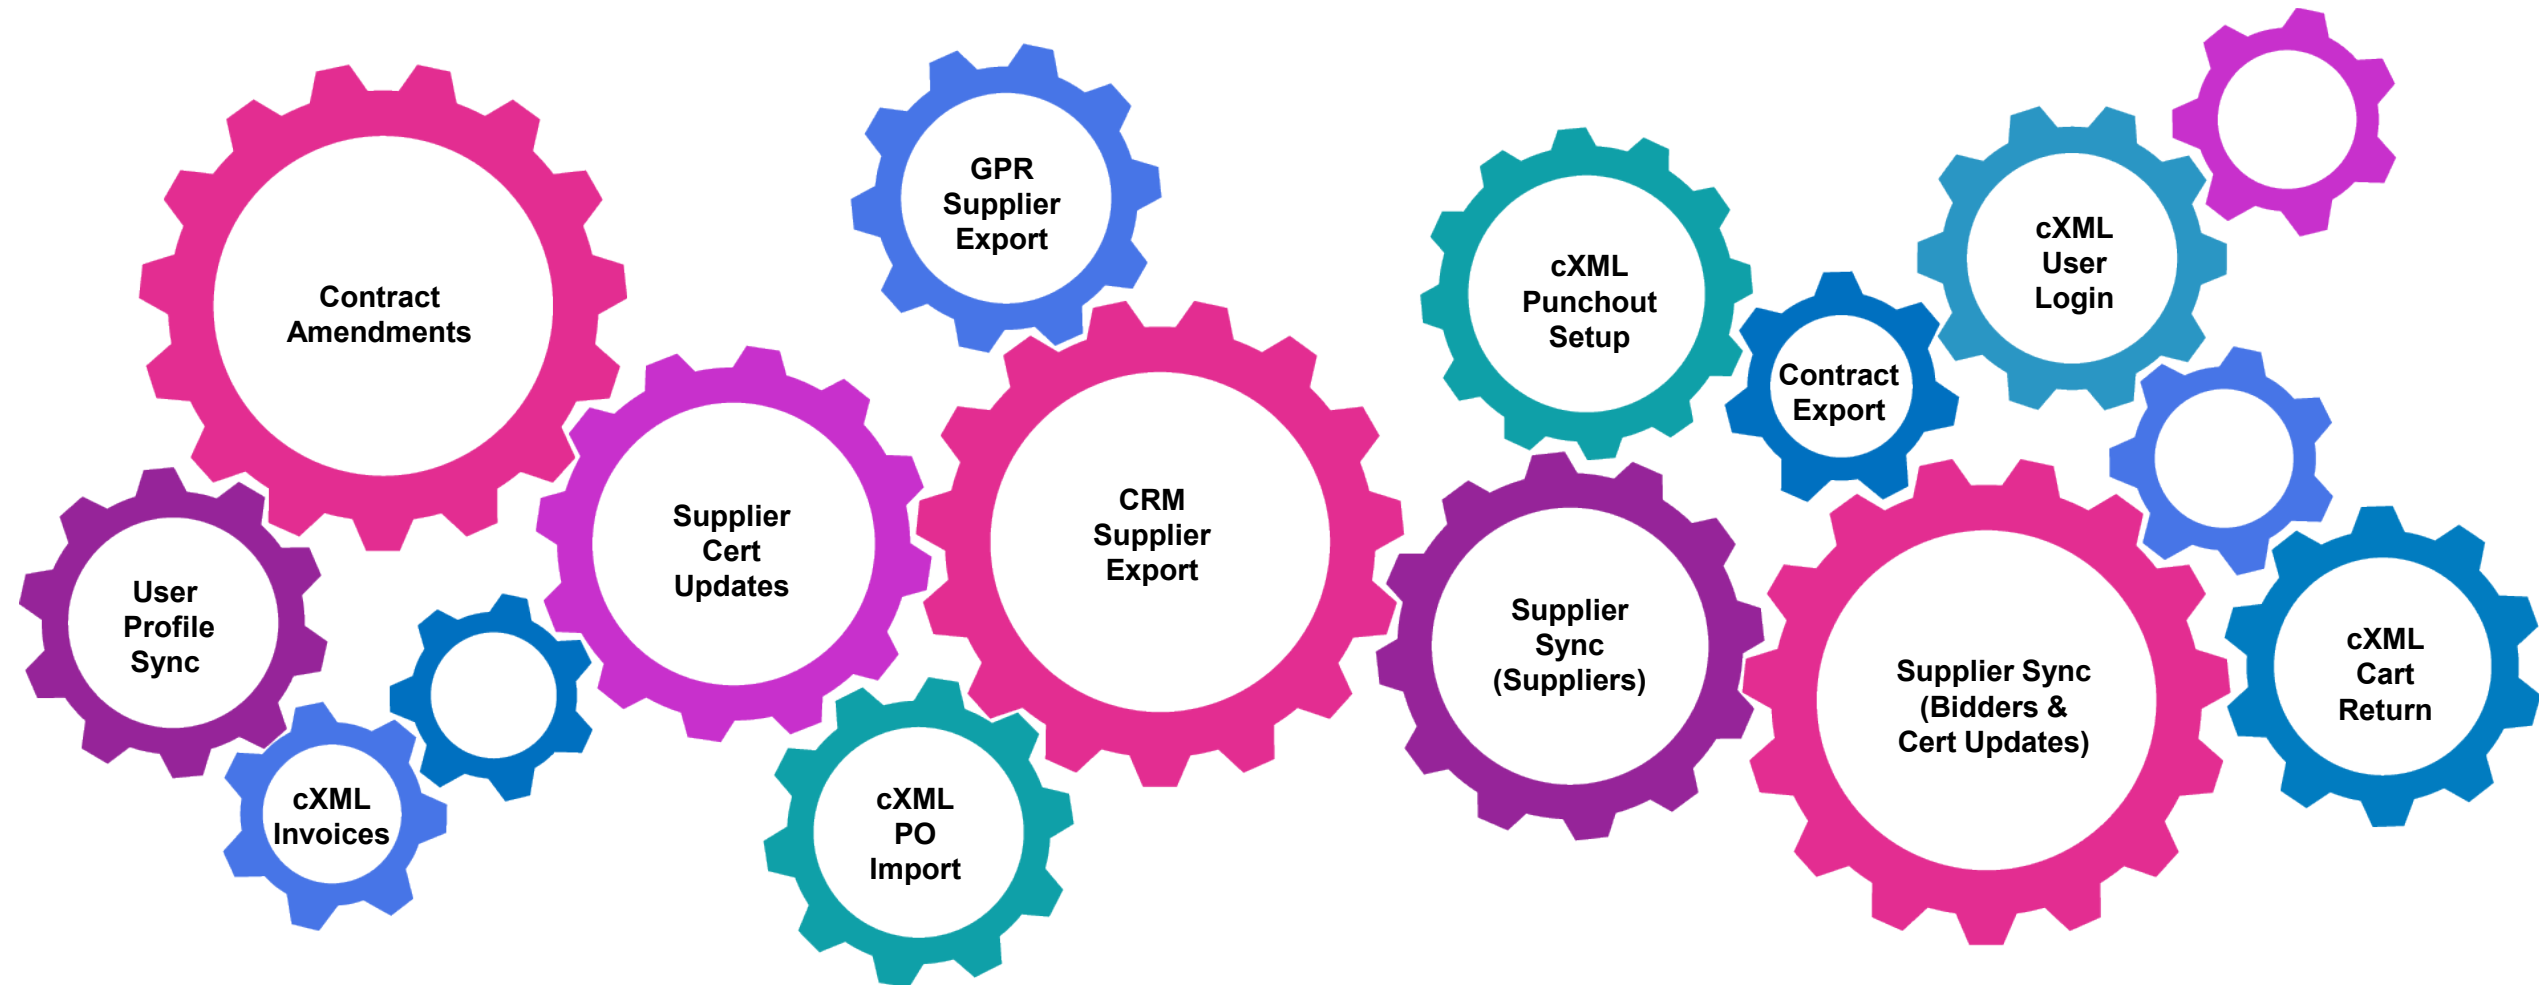 Contract
Amendments
GPR
Supplier
Export
cXML
Punchout
Setup
cXML
User
Login
Contract
Export
User
Profile
Sync
Supplier
Cert
Updates
CRM
Supplier
Export
Supplier
Sync
(Suppliers)
Supplier Sync
(Bidders &
Cert Updates)
cXML
Cart
Return
cXML
Invoices
cXML
PO
Import